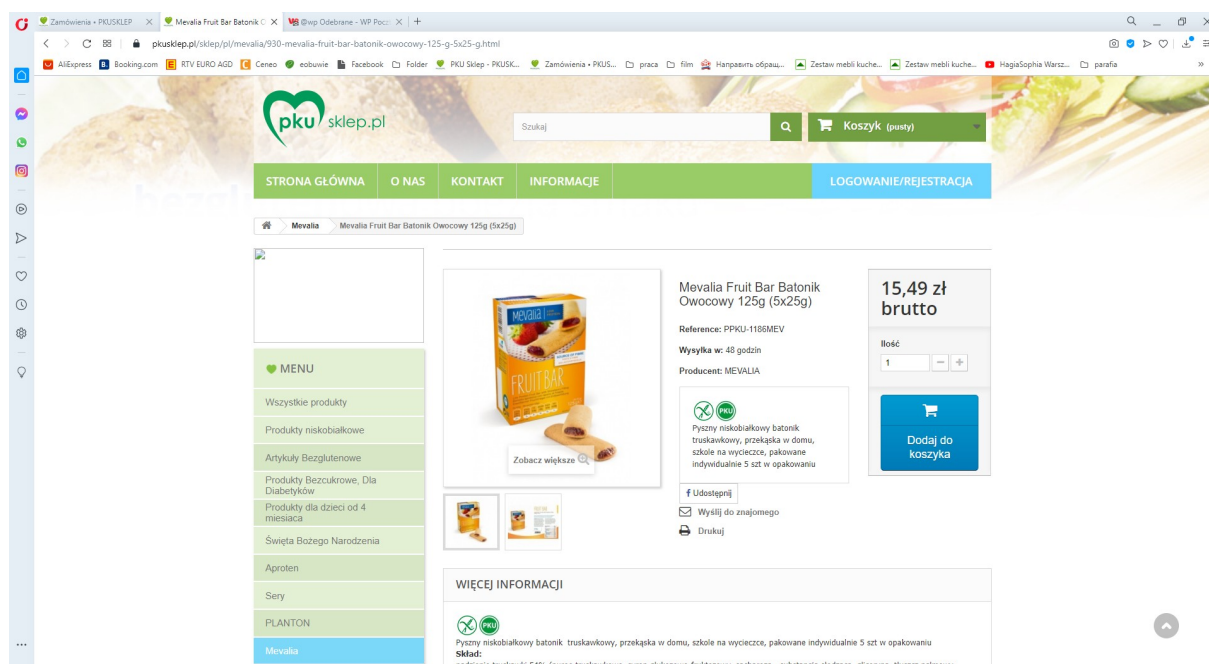 Zamówienia • PKUSKLEP
Mevalia Fruit Bar Batonik O
@wp Odebrane - WP Pocz
pkusklep.pl/sklep/pl/mevalia/930-mevalia-fruit-bar-batonik-owocowy-125-g-5x25-g.html
AliExpress Booking.com RTV EURO AGD Ceneo eobuwie Facebook Folder PKU Sklep - PKUSK... Zamówienia • PKUS... praca film Направить обращ... Zestaw mebli kuche... Zestaw mebli kuche... HagiaSophia Warsz... parafia
pku sklep.pl
Szukaj
Koszyk (pusty)
STRONA GŁÓWNA O NAS KONTAKT INFORMACJE LOGOWANIE/REJESTRACJA
Mevalia Mevalia Fruit Bar Batonik Owocowy 125g (5x25g)
MENU
Wszystkie produkty
Produkty niskobiałkowe
Artykuły Bezglutenowe
Produkty Bezcukrowe, Dla
Diabetyków
Produkty dla dzieci od 4
miesiaca
Święta Bożego Narodzenia
Aproten
Sery
PLANTON
Mevalia
MEVALIA
FRUIT BAR
Zobacz większe
Mevalia Fruit Bar Batonik
Owocowy 125g (5x25g)
Reference: PPKU-1186MEV
Wysyłka w: 48 godzin
Producent: MEVALIA
PKU
Pyszny niskobiałkowy batonik
truskawkowy, przekąska w domu,
szkole na wycieczce, pakowane
indywidualnie 5 szt w opakowaniu
Udostępnij
Wyślij do znajomego
Drukuj
15,49 zł
brutto
Ilość
1
Dodaj do
koszyka
WIĘCEJ INFORMACJI
PKU
Pyszny niskobiałkowy batonik truskawkowy, przekąska w domu, szkole na wycieczce, pakowane indywidualnie 5 szt w opakowaniu
Skład: